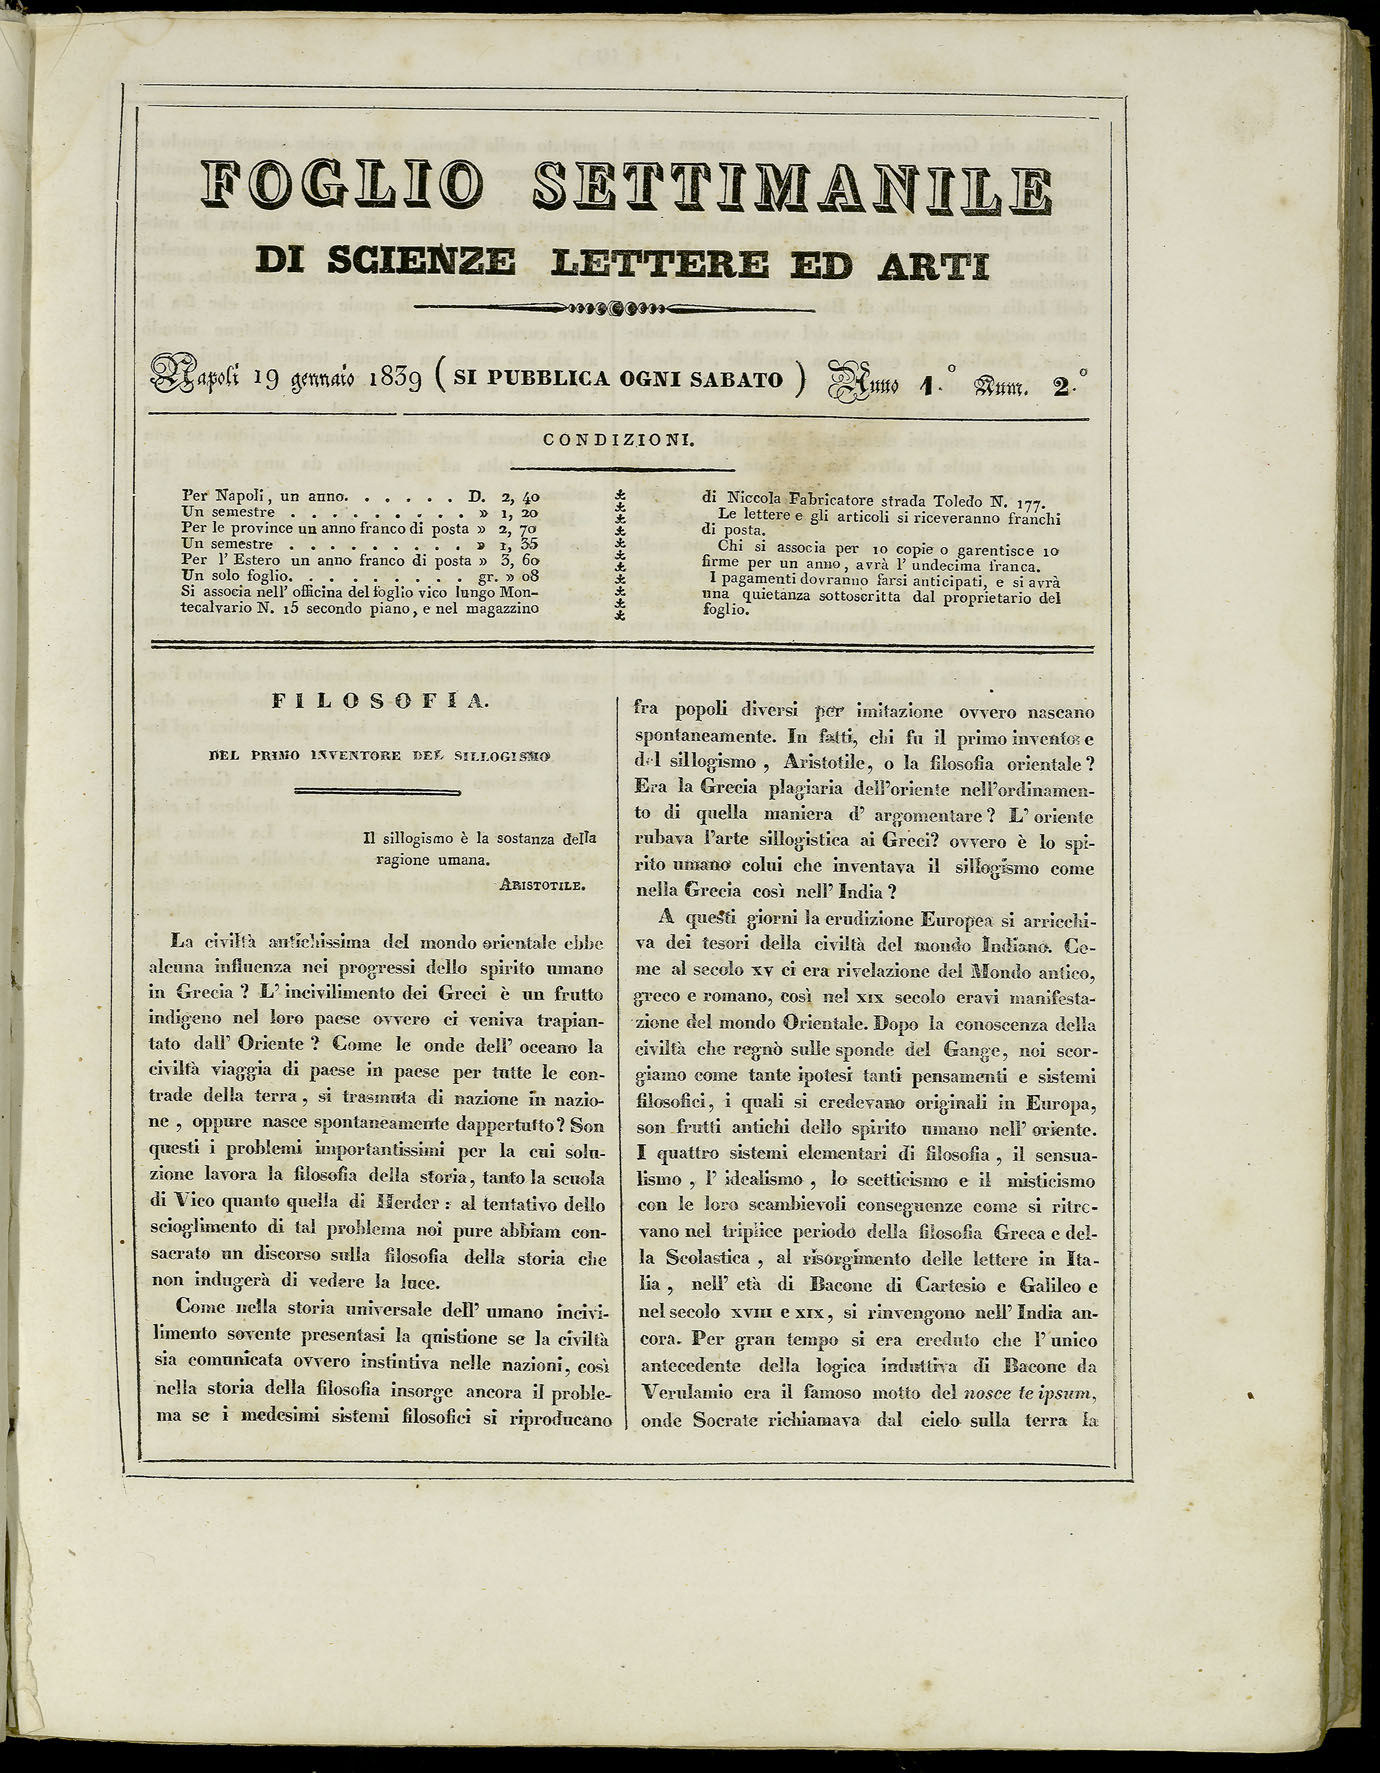 FOGLIO SETTIMANILE
DI SCIENZE LETTERE ED ARTI
Napoli 19 gennaio 1839 ( SI PUBBLICA OGNI SABATO ) Anno 1.° Num. 2.°
CONDIZIONI.
Per Napoli, un anno. . . . . . D. 2, 40
Un semestre . . . . . . . . . » 1, 20
Per le province un anno franco di posta » 2, 70
Un semestre . . . . . . . . . » 1, 35
Per l' Estero un anno franco di posta » 3, 60
Un solo foglio. . . . . . . . . gr. » 08
Si associa nell' officina del foglio vico lungo Mon-
tecalvario N. 15 secondo piano, e nel magazzino
di Niccola Fabricatore strada Toledo N. 177.
Le lettere e gli articoli si riceveranno franchi
di posta.
Chi si associa per 10 copie o garentisce 10
firme per un anno, avrà l' undecima franca.
I pagamenti dovranno farsi anticipati, e si avrà
una quietanza sottoscritta dal proprietario del
foglio.
FILOSOFIA.
DEL PRIMO INVENTORE DEL SILLOGISMO
Il sillogismo è la sostanza della
ragione umana.
ARISTOTILE.
La civiltà antichissima del mondo orientale ebbe
alcuna influenza nei progressi dello spirito umano
in Grecia ? L' incivilimento dei Greci è un frutto
indigeno nel loro paese ovvero ci veniva trapian-
tato dall' Oriente ? Come le onde dell' oceano la
civiltà viaggia di paese in paese per tutte le con-
trade della terra, si trasmuta di nazione in nazio-
ne , oppure nasce spontaneamente dappertutto? Son
questi i problemi importantissimi per la cui solu-
zione lavora la filosofia della storia, tanto la scuola
di Vico quanto quella di Herder : al tentativo dello
scioglimento di tal problema noi pure abbiam con-
sacrato un discorso sulla filosofia della storia che
non indugerà di vedere la luce.
Come nella storia universale dell' umano incivi-
limento sovente presentasi la quistione se la civiltà
sia comunicata ovvero instintiva nelle nazioni, così
nella storia della filosofia insorge ancora il proble-
ma se i medesimi sistemi filosofici si riproducano
fra popoli diversi per imitazione ovvero nascano
spontaneamente. In fatti, chi fu il primo inventore
del sillogismo , Aristotile, o la filosofia orientale ?
Era la Grecia plagiaria dell'oriente nell'ordinamen-
to di quella maniera d' argomentare ? L' oriente
rubava l'arte sillogistica ai Greci? ovvero è lo spi-
rito umano colui che inventava il sillogismo come
nella Grecia così nell' India ?
A questi giorni la erudizione Europea si arricchi-
va dei tesori della civiltà del mondo Indiano. Co-
me al secolo XV ci era rivelazione del Mondo antico,
greco e romano, così nel XIX secolo eravi manifesta-
zione del mondo Orientale. Dopo la conoscenza della
civiltà che regnò sulle sponde del Gange, noi scor-
giamo come tante ipotesi tanti pensamenti e sistemi
filosofici, i quali si credevano originali in Europa,
son frutti antichi dello spirito umano nell' oriente.
I quattro sistemi elementari di filosofia , il sensua-
lismo , l' idealismo , lo scetticismo e il misticismo
con le loro scambievoli conseguenze come si ritro-
vano nel triplice periodo della filosofia Greca e del-
la Scolastica , al risorgimento delle lettere in Ita-
lia , nell' età di Bacone di Cartesio e Galileo e
nel secolo XVIII e XIX, si rinvengono nell' India an-
cora. Per gran tempo si era creduto che l' unico
antecedente della logica induttiva di Bacone da
Verulamio era il famoso motto del nosce te ipsum,
onde Socrate richiamava dal cielo sulla terra la